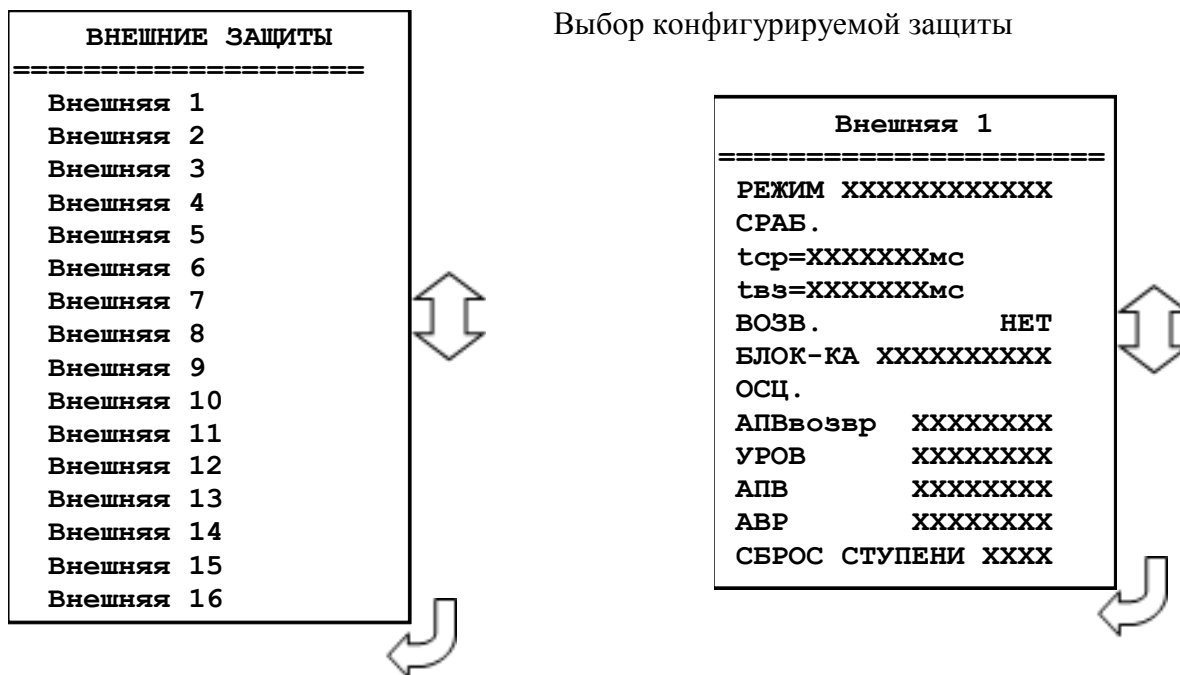 ВНЕШНИЕ ЗАЩИТЫ
====================
Внешняя 1
Внешняя 2
Внешняя 3
Внешняя 4
Внешняя 5
Внешняя 6
Внешняя 7
Внешняя 8
Внешняя 9
Внешняя 10
Внешняя 11
Внешняя 12
Внешняя 13
Внешняя 14
Внешняя 15
Внешняя 16
Выбор конфигурируемой защиты
Внешняя 1
======================
РЕЖИМ XXXXXXXXXXXX
СРАБ.
tср=XXXXXXXмс
tвз=XXXXXXXмс
ВОЗВ. НЕТ
БЛОК-КА XXXXXXXXXX
ОСЦ.
АПВвозвр XXXXXXXX
УРОВ XXXXXXXX
АПВ XXXXXXXX
АВР XXXXXXXX
СБРОС СТУПЕНИ XXXX